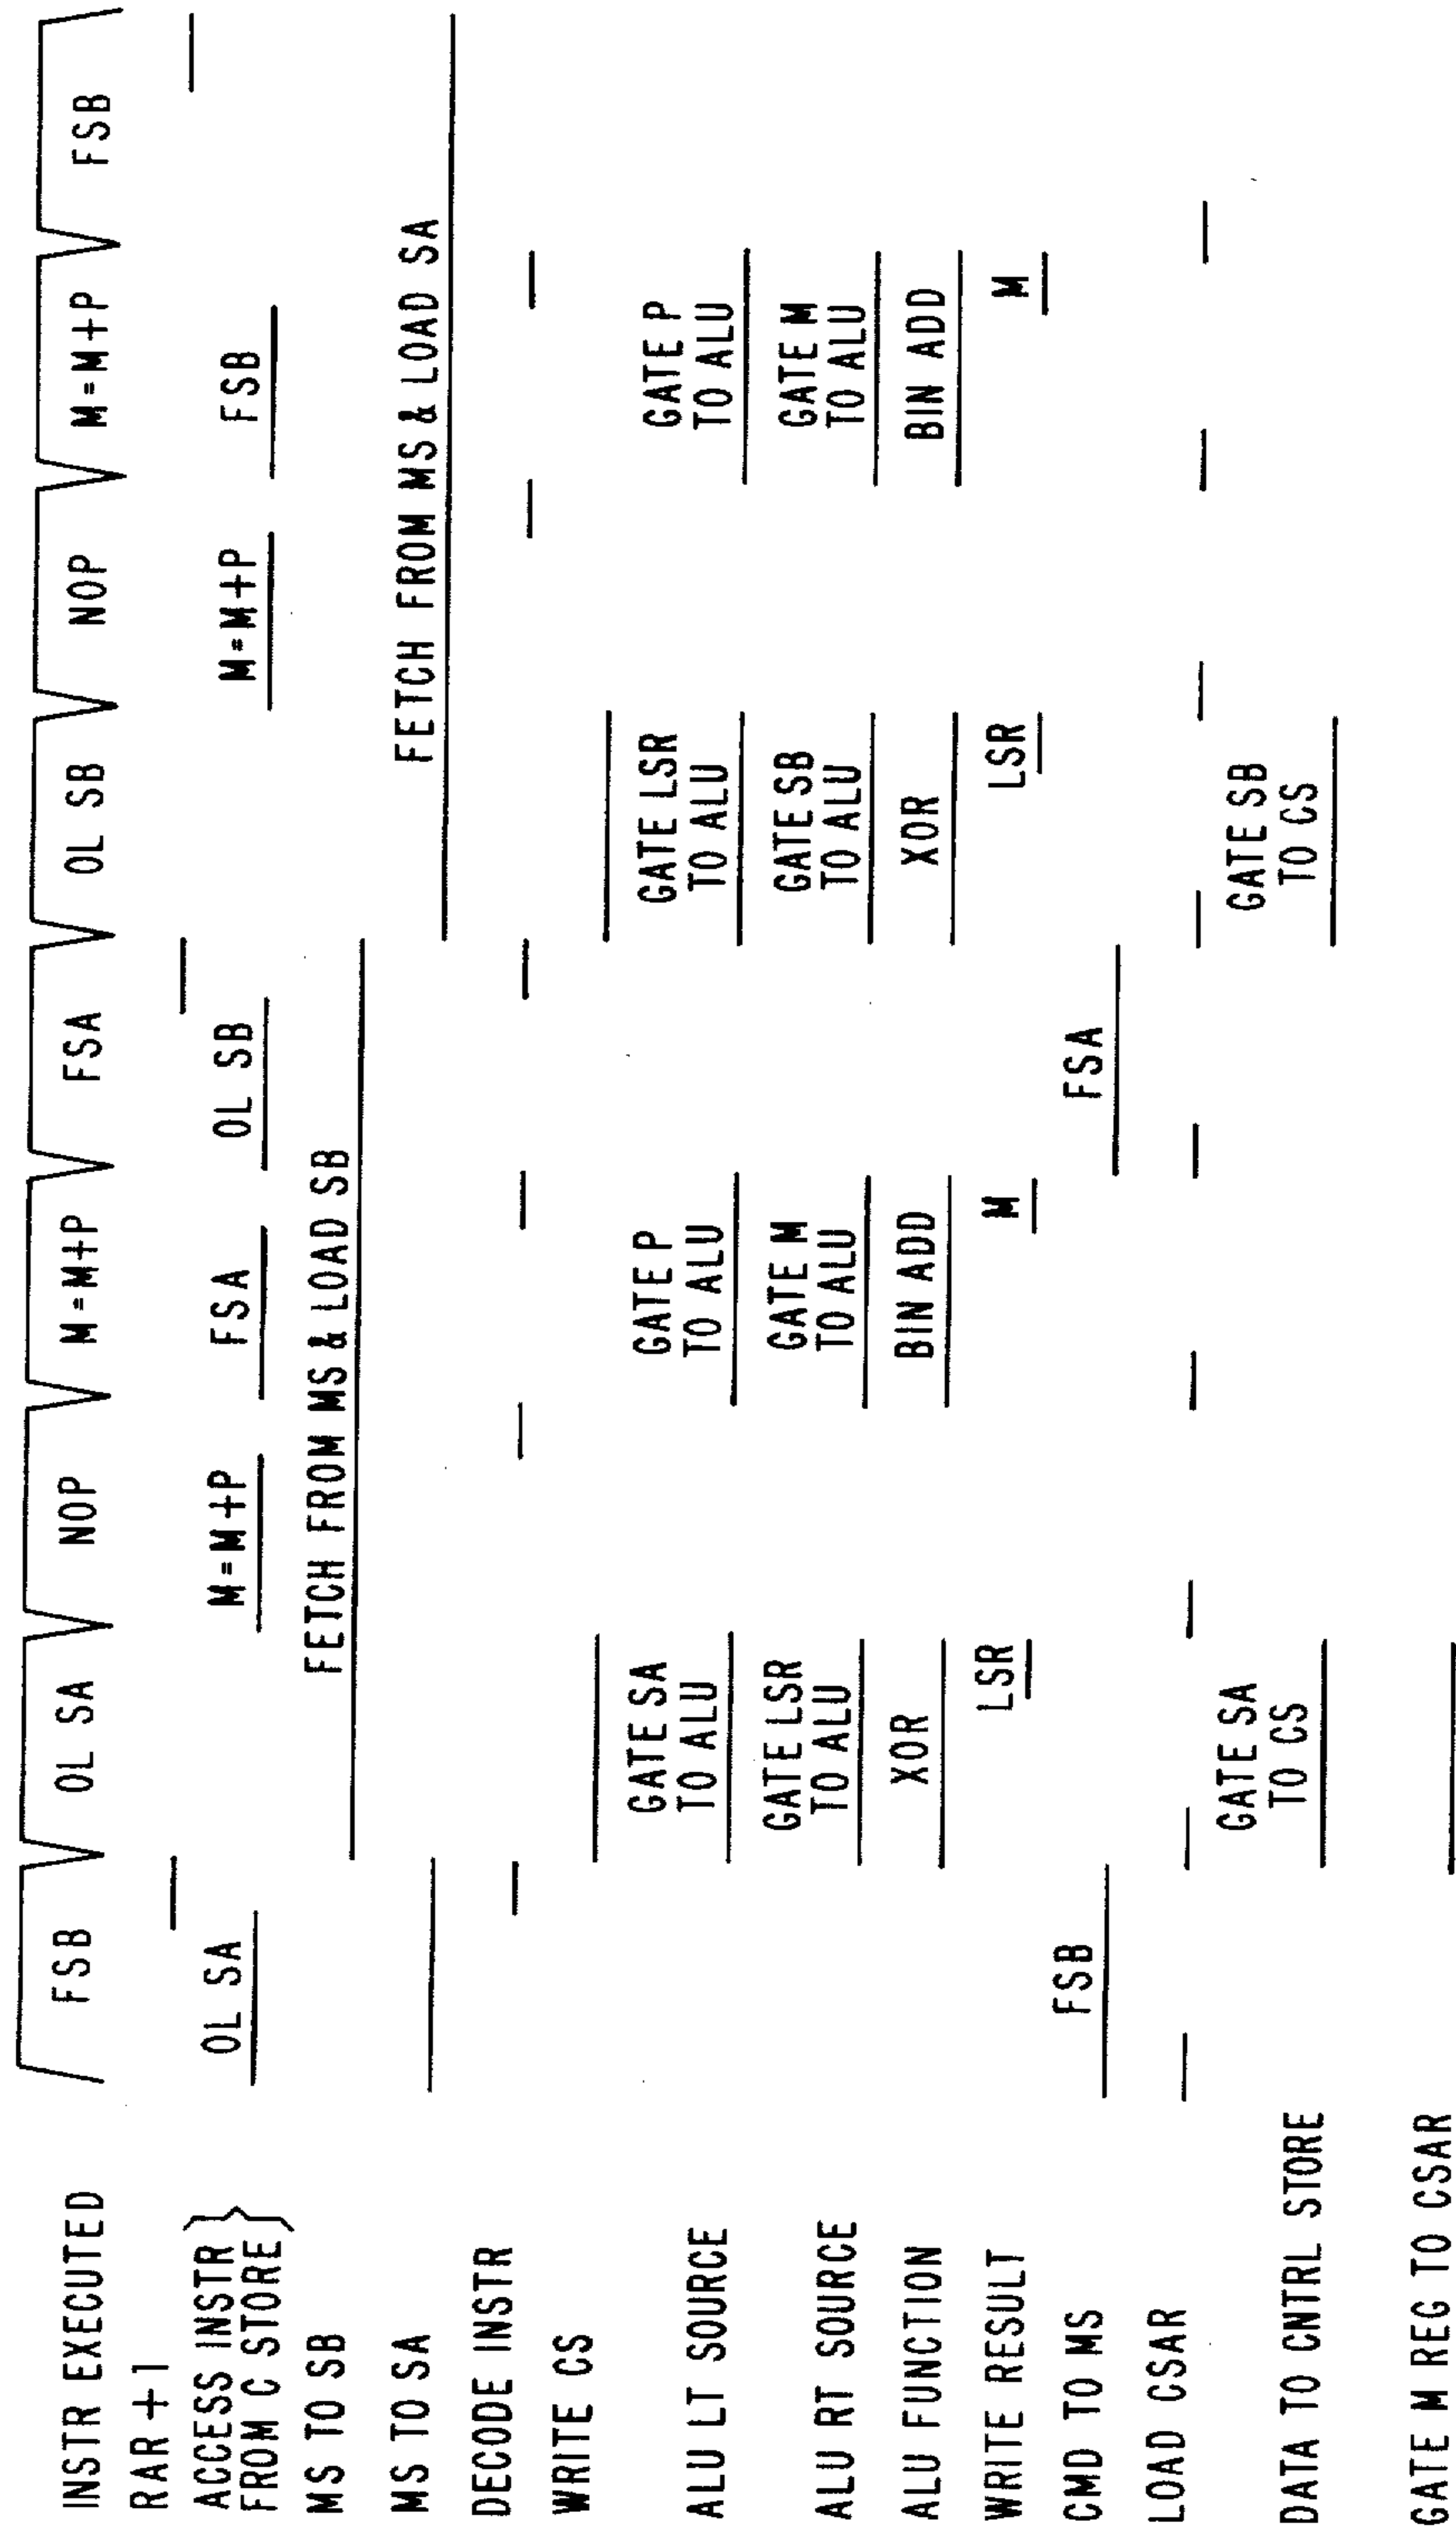 INSTR EXECUTED
FSB OL SA NOP M=M+P FSA OL SB NOP M=M+P FSB
RAR +1
ACCESS INSTR
FROM C STORE
OL SA M=M+P FSA OL SB M=M+P FSB
MS TO SB
FETCH FROM MS & LOAD SB
MS TO SA
FETCH FROM MS & LOAD SA
DECODE INSTR
WRITE CS
ALU LT SOURCE
GATE SA
TO ALU
GATE P
TO ALU
GATE LSR
TO ALU
GATE P
TO ALU
ALU RT SOURCE
GATE LSR
TO ALU
GATE M
TO ALU
GATE SB
TO ALU
GATE M
TO ALU
ALU FUNCTION
XOR BIN ADD XOR BIN ADD
WRITE RESULT
LSR M LSR M
CMD TO MS
FSB FSA
LOAD CSAR
DATA TO CNTRL STORE
GATE SA
TO CS
GATE SB
TO CS
GATE M REG TO CSAR